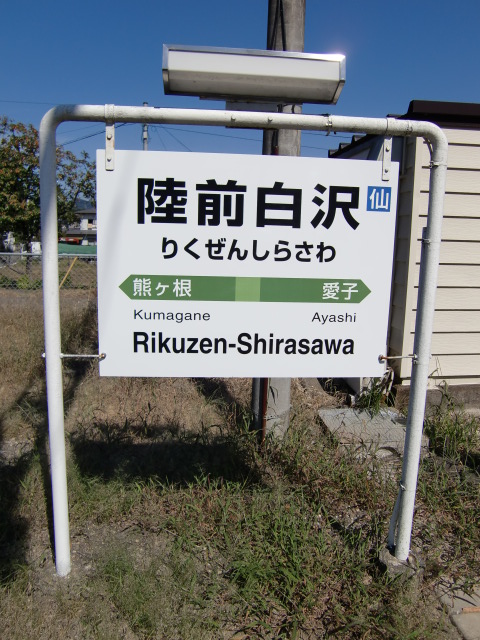 陸前白沢 仙
りくぜんしらさわ
熊ヶ根 愛子
Kumagane Ayashi
Rikuzen-Shirasawa